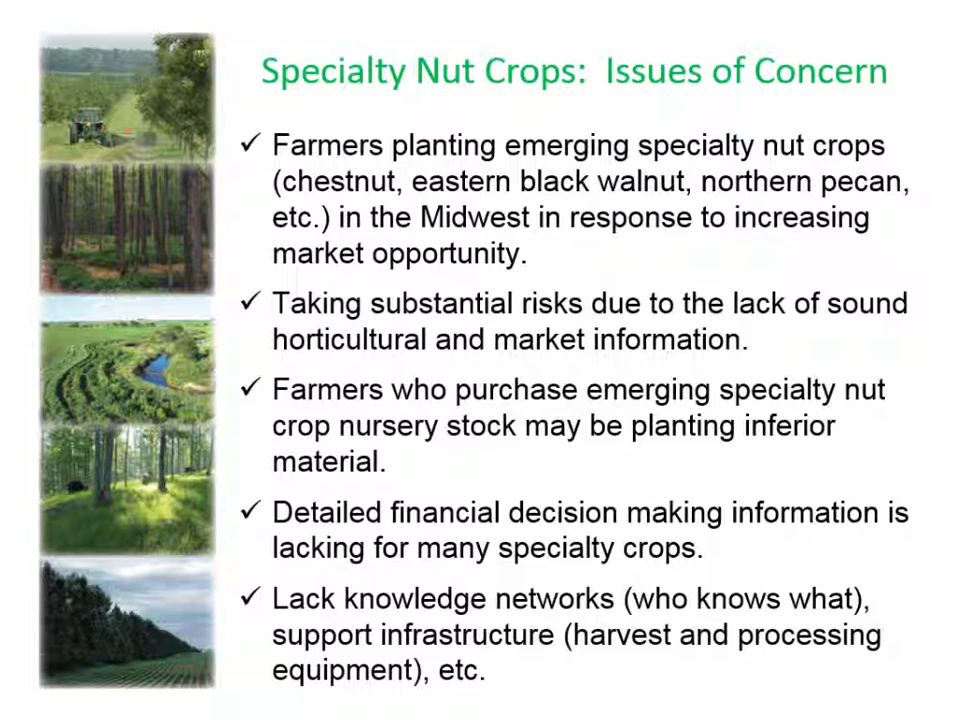 Specialty Nut Crops:  Issues of Concern
✓ Farmers planting emerging specialty nut crops
(chestnut, eastern black walnut, northern pecan,
etc.) in the Midwest in response to increasing
market opportunity.
✓ Taking substantial risks due to the lack of sound
horticultural and market information.
✓ Farmers who purchase emerging specialty nut
crop nursery stock may be planting inferior
material.
✓ Detailed financial decision making information is
lacking for many specialty crops.
✓ Lack knowledge networks (who knows what),
support infrastructure (harvest and processing
equipment), etc.